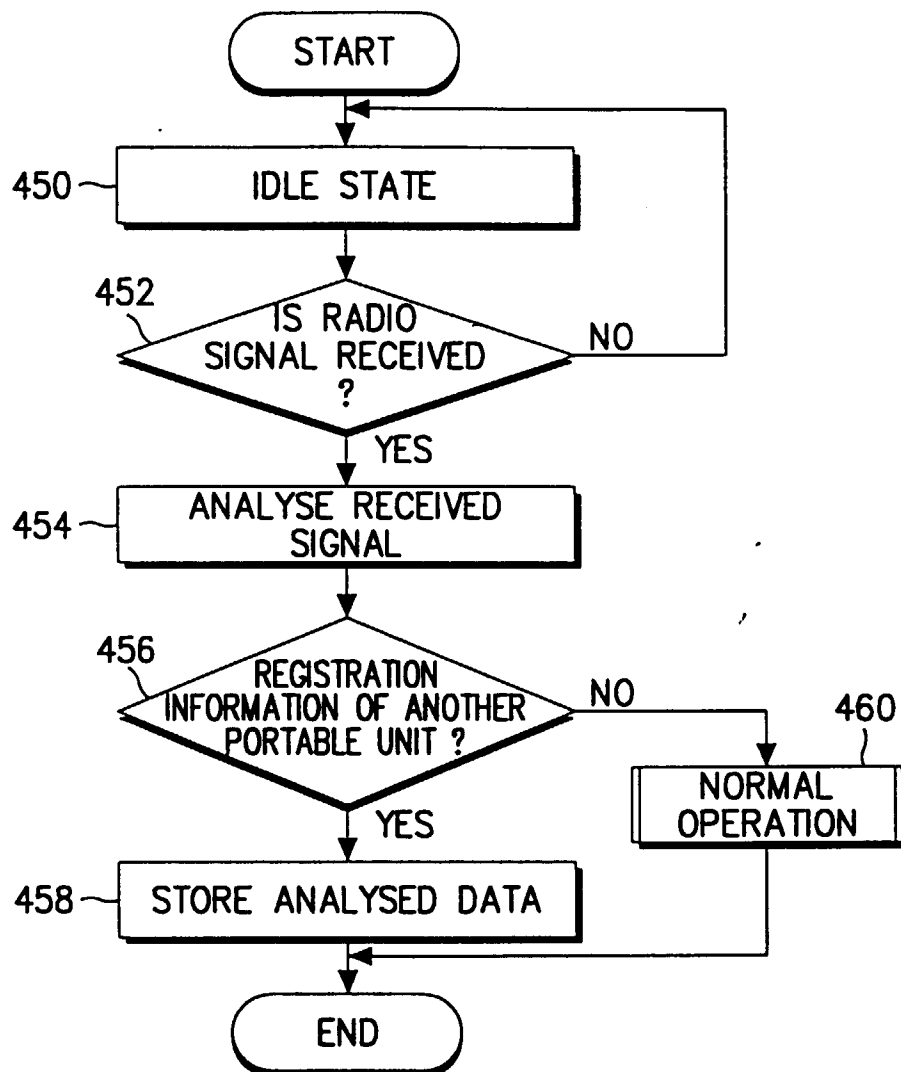 START
450
IDLE STATE
452
IS RADIO
SIGNAL RECEIVED
?
NO
YES
454
ANALYSE RECEIVED
SIGNAL
456
REGISTRATION
INFORMATION OF ANOTHER
PORTABLE UNIT ?
NO
460
NORMAL
OPERATION
YES
458
STORE ANALYSED DATA
END